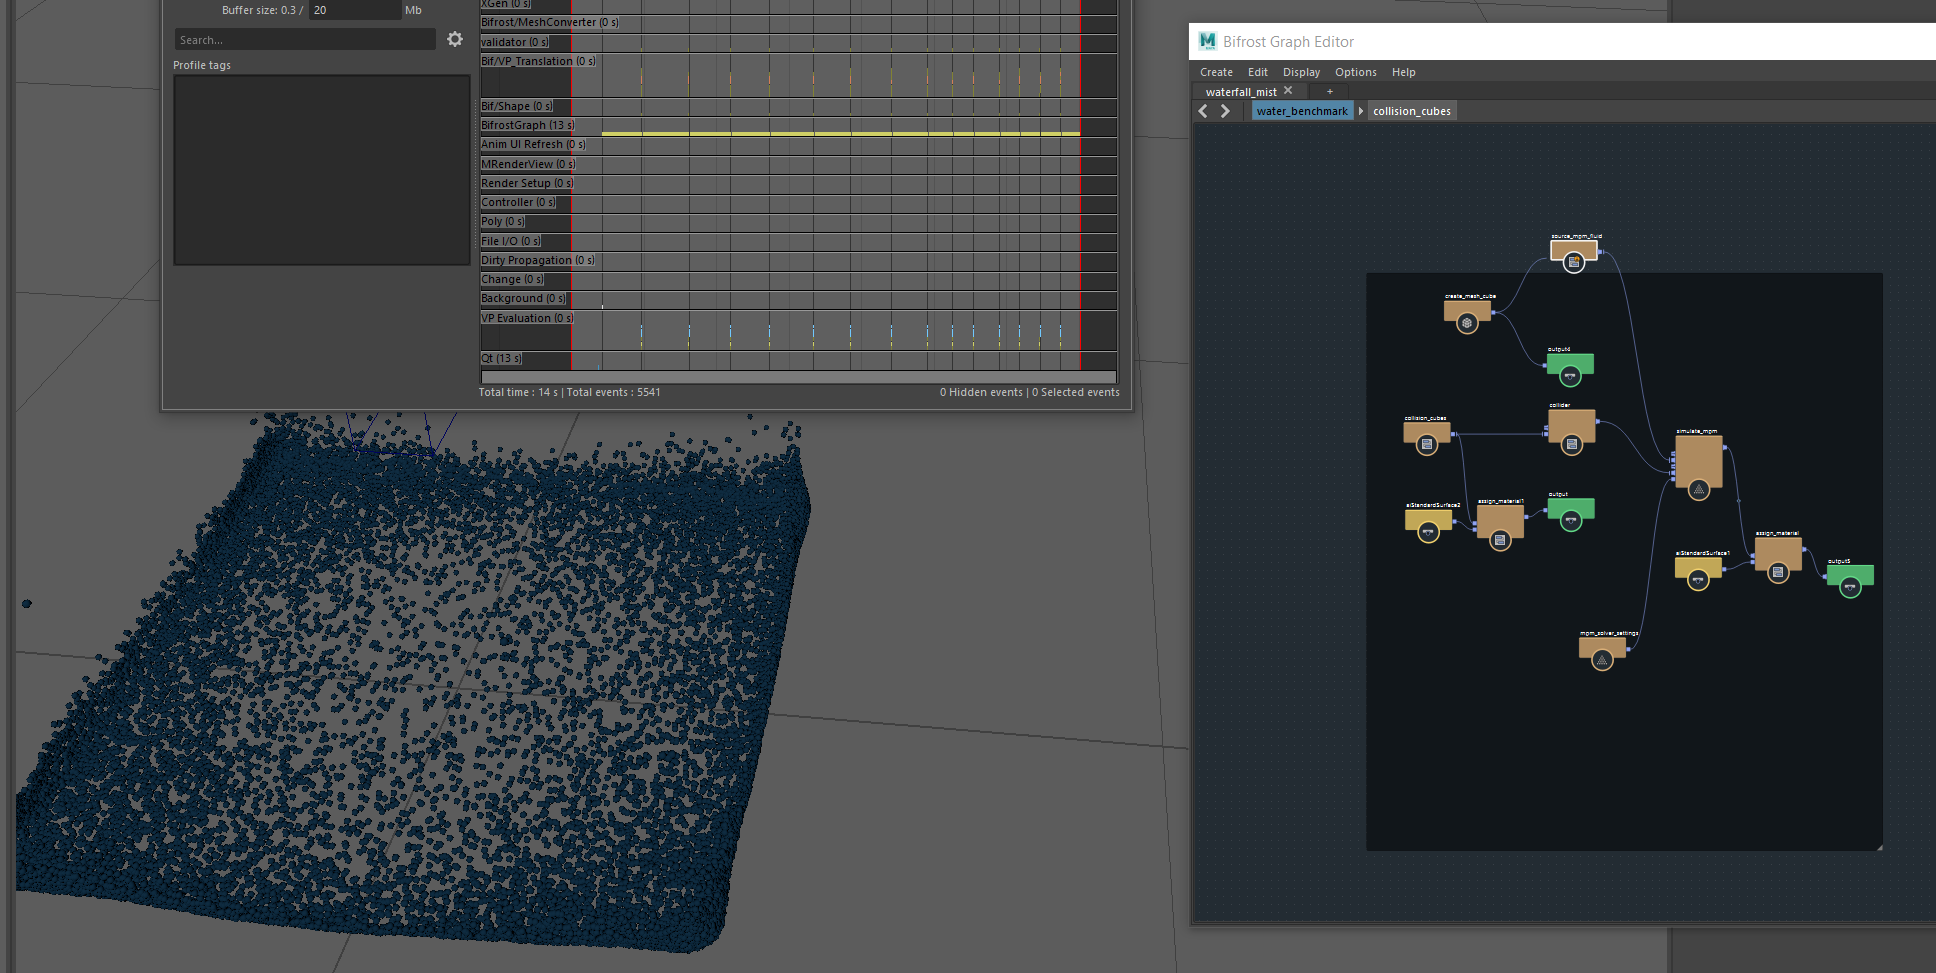 Buffer size: 0.3 / 20 Mb
Search...
Profile tags
XGen (0 s)
Bifrost/MeshConverter (0 s)
validator (0 s)
Bif/VP_Translation (0 s)
Bif/Shape (0 s)
BifrostGraph (13 s)
Anim UI Refresh (0 s)
MRenderView (0 s)
Render Setup (0 s)
Controller (0 s)
Poly (0 s)
File I/O (0 s)
Dirty Propagation (0 s)
Change (0 s)
Background (0 s)
VP Evaluation (0 s)
Qt (13 s)
Total time : 14 s | Total events : 5541
0 Hidden events | 0 Selected events
M Bifrost Graph Editor
Create Edit Display Options Help
waterfall_mist
+
water_benchmark collision_cubes
source_mpm_fluid
create_mesh_cube
output4
collider
collision_cubes
simulate_mpm
output
assign_material1
aiStandardSurface2
assign_material
aiStandardSurface1
output5
mpm_solver_settings